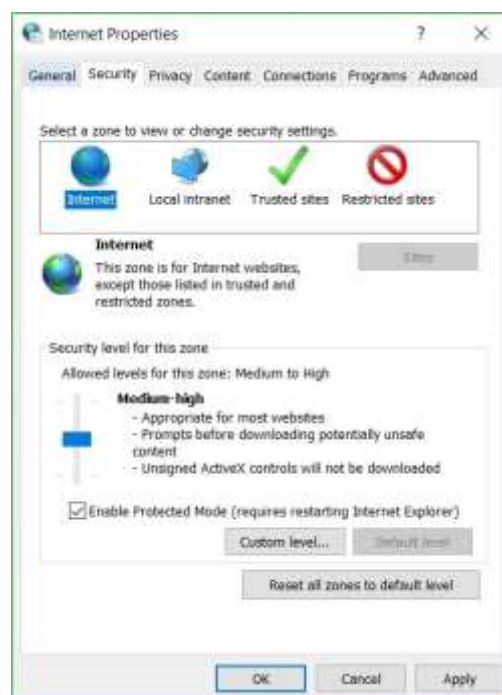 Internet Properties
?
General Security Privacy Content Connections Programs Advanced
Select a zone to view or change security settings.
Internet Local intranet Trusted sites Restricted sites
Internet
Sites
This zone is for Internet websites,
except those listed in trusted and
restricted zones.
Security level for this zone
Allowed levels for this zone: Medium to High
Medium-high
- Appropriate for most websites
- Prompts before downloading potentially unsafe
content
- Unsigned ActiveX controls will not be downloaded
Enable Protected Mode (requires restarting Internet Explorer)
Custom level... Default level
Reset all zones to default level
OK Cancel Apply